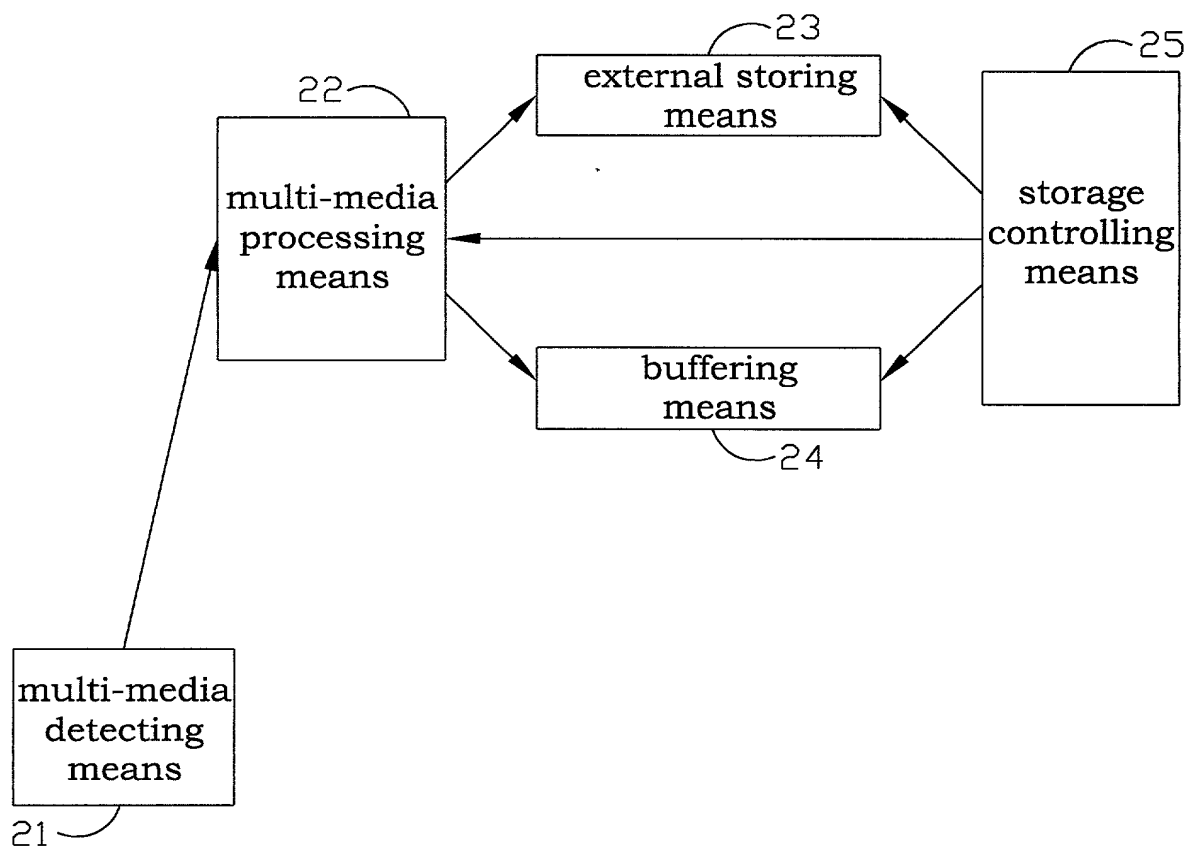 23
external storing
means
25
storage
controlling
means
22
multi-media
processing
means
buffering
means
24
multi-media
detecting
means
21